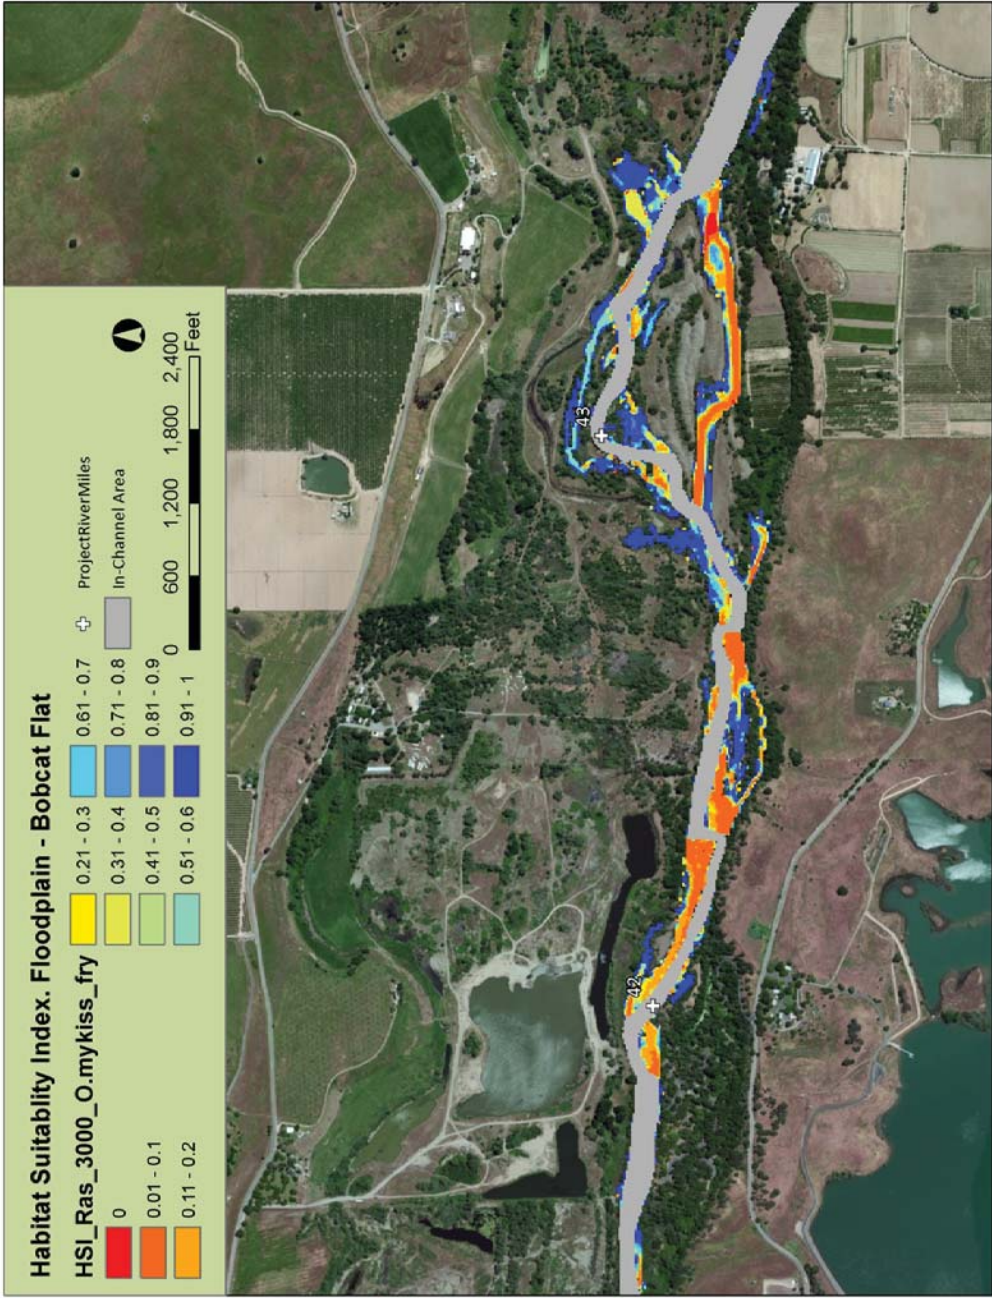 Habitat Suitablity Index. Floodplain - Bobcat Flat
HSI_Ras_3000_O.mykiss_fry
0
0.01 - 0.1
0.11 - 0.2
0.21 - 0.3
0.31 - 0.4
0.41 - 0.5
0.51 - 0.6
0.61 - 0.7
0.71 - 0.8
0.81 - 0.9
0.91 - 1
ProjectRiverMiles
In-Channel Area
0 600 1,200 1,800 2,400
Feet
42
43